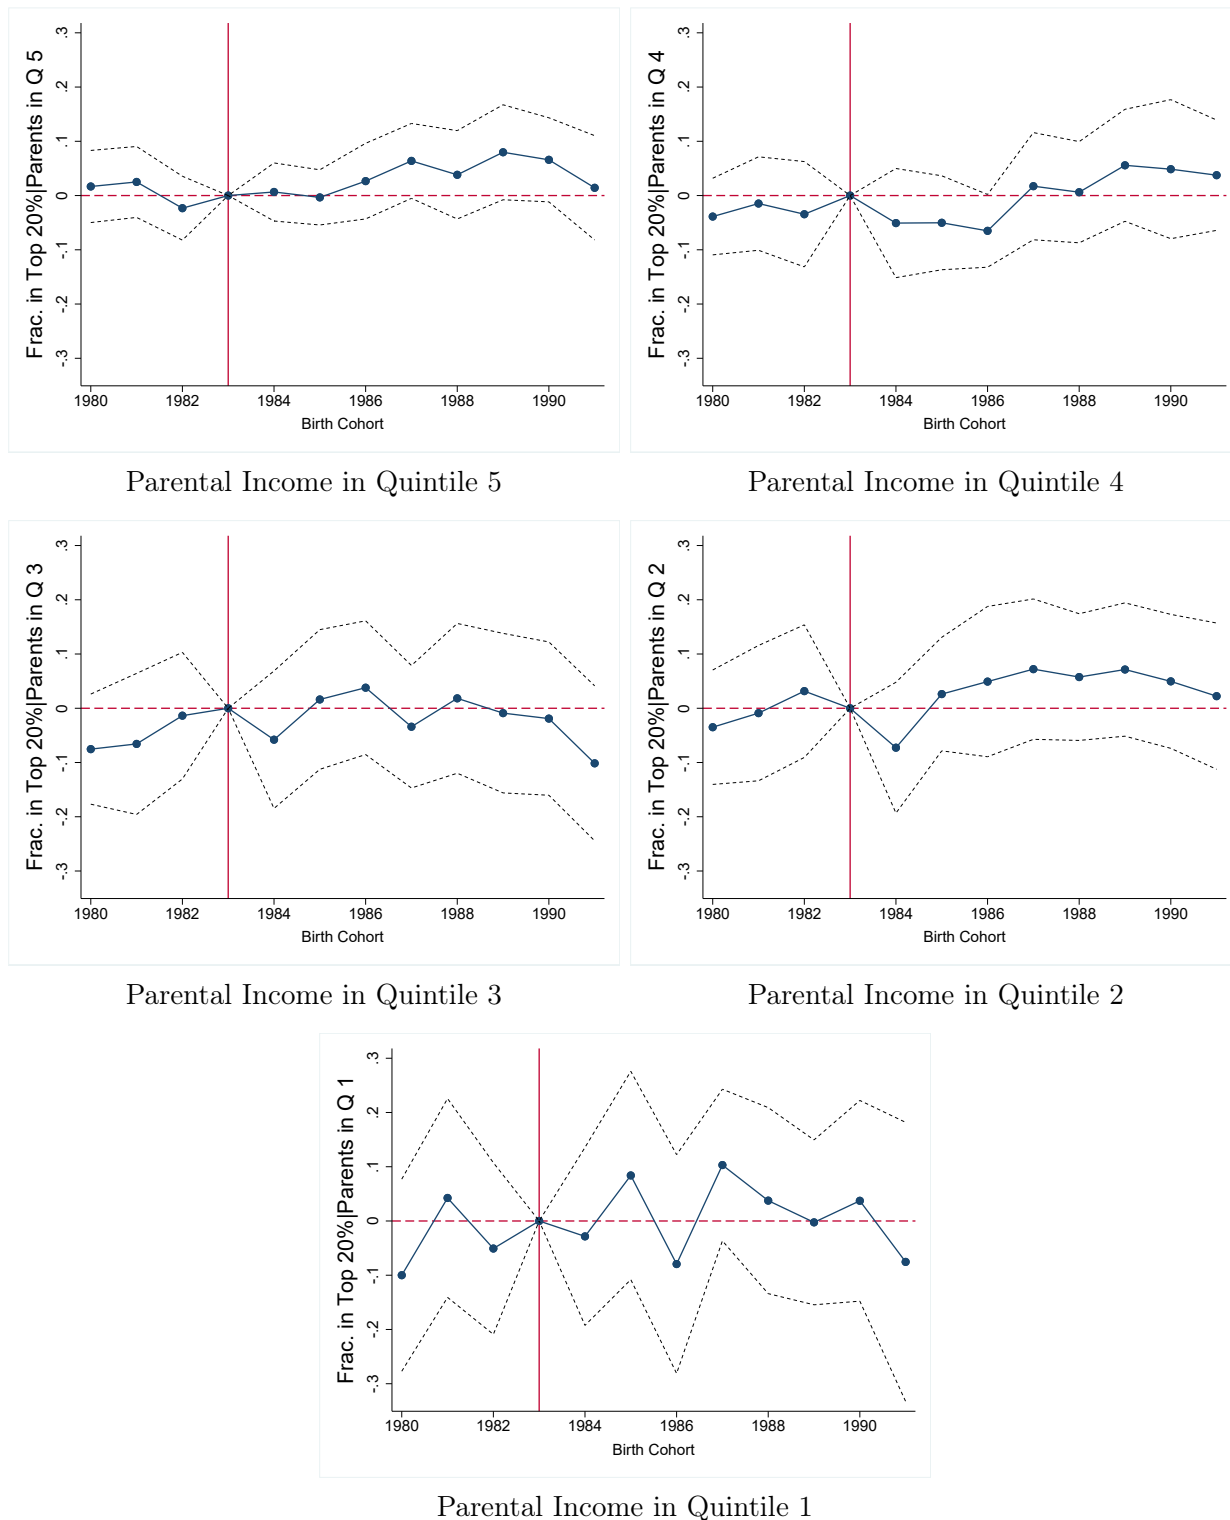 Frac. in Top 20%|Parents in Q 5
.3
.2
.1
0
-.1
-.2
-.3
1980 1982 1984 1986 1988 1990
Birth Cohort
Parental Income in Quintile 5
Frac. in Top 20%|Parents in Q 4
.3
.2
.1
0
-.1
-.2
-.3
1980 1982 1984 1986 1988 1990
Birth Cohort
Parental Income in Quintile 4
Frac. in Top 20%|Parents in Q 3
.3
.2
.1
0
-.1
-.2
-.3
1980 1982 1984 1986 1988 1990
Birth Cohort
Parental Income in Quintile 3
Frac. in Top 20%|Parents in Q 2
.3
.2
.1
0
-.1
-.2
-.3
1980 1982 1984 1986 1988 1990
Birth Cohort
Parental Income in Quintile 2
Frac. in Top 20%|Parents in Q 1
.3
.2
.1
0
-.1
-.2
-.3
1980 1982 1984 1986 1988 1990
Birth Cohort
Parental Income in Quintile 1